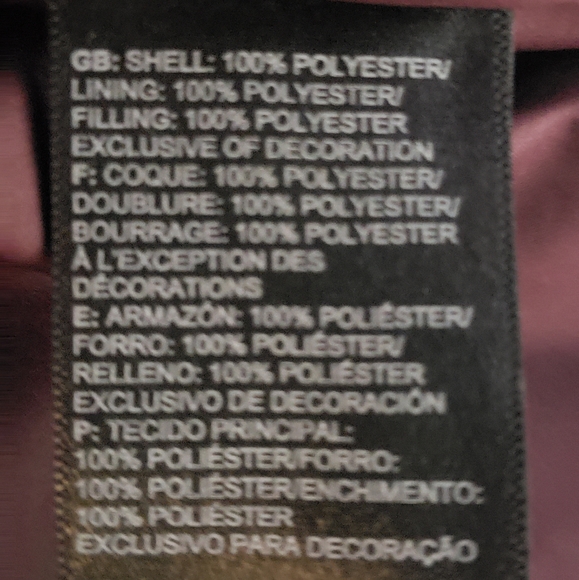 GB: SHELL: 100% POLYESTER/
LINING: 100% POLYESTER/
FILLING: 100% POLYESTER
EXCLUSIVE OF DECORATION
F: COQUE: 100% POLYESTER/
DOUBLURE: 100% POLYESTER/
BOURRAGE: 100% POLYESTER
À L'EXCEPTION DES
DÉCORATIONS
E: ARMAZÓN: 100% POLIÉSTER/
FORRO: 100% POLIÉSTER/
RELLENO: 100% POLIÉSTER
EXCLUSIVO DE DECORACIÓN
P: TECIDO PRINCIPAL:
100% POLIÉSTER/FORRO:
100% POLIÉSTER/ENCHIMENTO:
100% POLIÉSTER
EXCLUSIVO PARA DECORAÇÃO